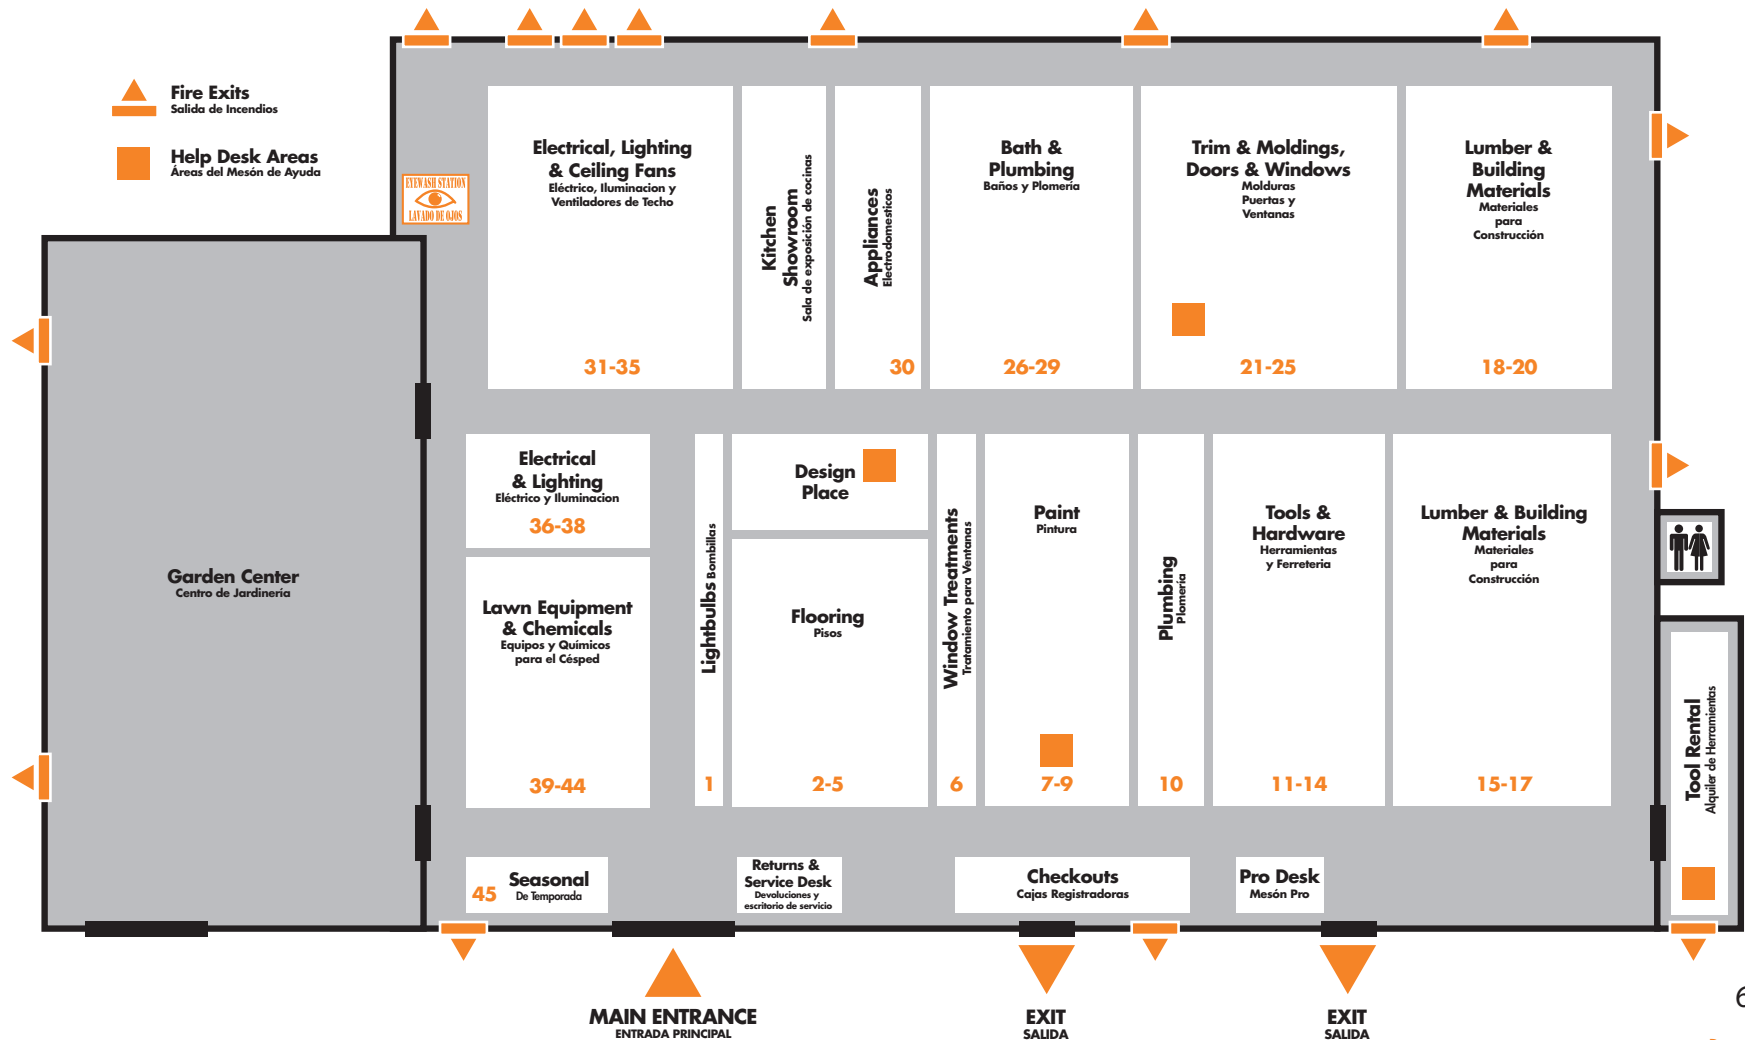 Fire Exits
Salida de Incendios
Help Desk Areas
Áreas del Mesón de Ayuda
EYEWASH STATION
LAVADO DE OJOS
Electrical, Lighting
& Ceiling Fans
Eléctrico, Iluminacion y
Ventiladores de Techo
31-35
Kitchen
Showroom
Sala de exposición de cocinas
Appliances
Electrodomesticos
30
Bath &
Plumbing
Baños y Plomería
26-29
Trim & Moldings,
Doors & Windows
Molduras
Puertas y
Ventanas
21-25
Lumber &
Building
Materials
Materiales
para
Construcción
18-20
Garden Center
Centro de Jardinería
Electrical
& Lighting
Eléctrico y Iluminacion
36-38
Lawn Equipment
& Chemicals
Equipos y Químicos
para el Césped
39-44
Lightbulbs Bombillas
1
Design
Place
Flooring
Pisos
2-5
Window Treatments
Tratamiento para Ventanas
6
Paint
Pintura
7-9
Plumbing
Plomería
10
Tools &
Hardware
Herramientas
y Ferreteria
11-14
Lumber & Building
Materials
Materiales
para
Construcción
15-17
Tool Rental
Alquiler de Herramientas
45
Seasonal
De Temporada
Returns &
Service Desk
Devoluciones y
escritorio de servicio
Checkouts
Cajas Registradoras
Pro Desk
Mesón Pro
MAIN ENTRANCE
ENTRADA PRINCIPAL
EXIT
SALIDA
EXIT
SALIDA